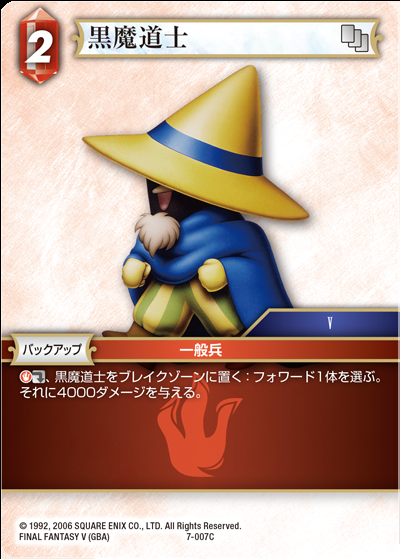 2
黒魔道士
V
バックアップ
一般兵
、黒魔道士をブレイクゾーンに置く：フォワード1体を選ぶ。
それに4000ダメージを与える。
© 1992, 2006 SQUARE ENIX CO., LTD. All Rights Reserved.
FINAL FANTASY V (GBA) 7-007C